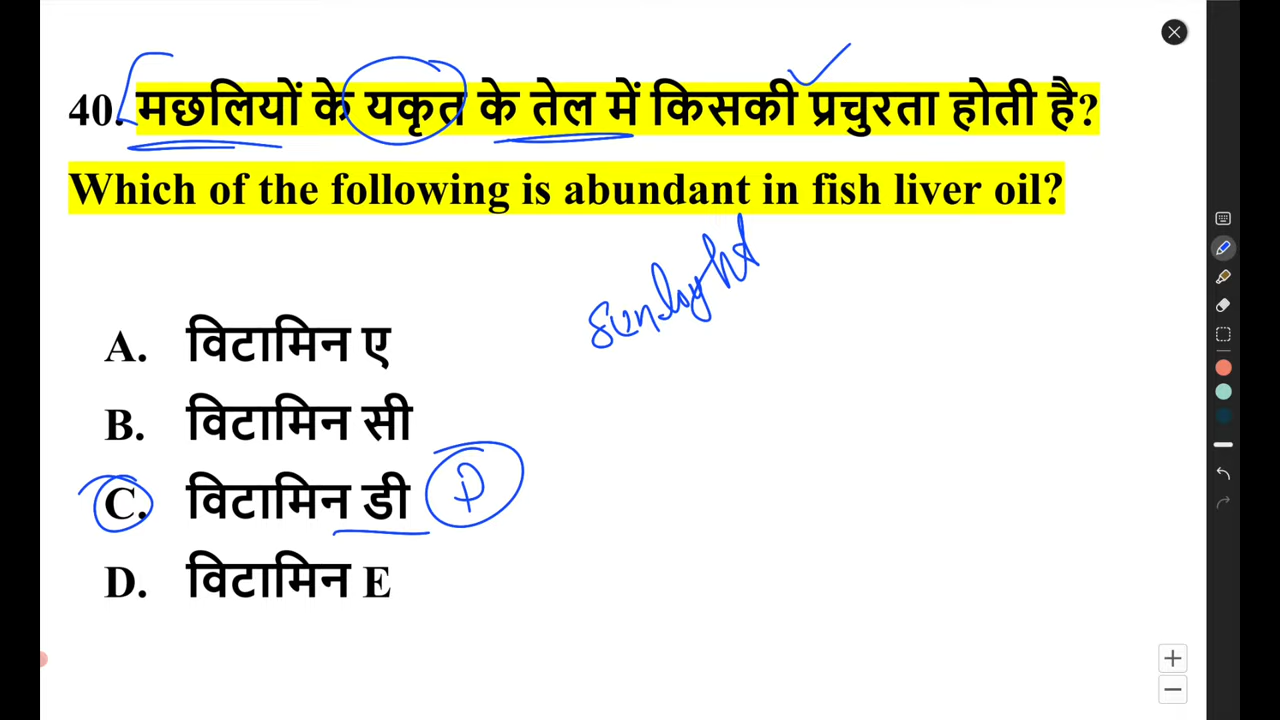 40. मछलियों के यकृत के तेल में किसकी प्रचुरता होती है?
Which of the following is abundant in fish liver oil?
sunlight
A. विटामिन ए
B. विटामिन सी
C. विटामिन डी D
D. विटामिन E